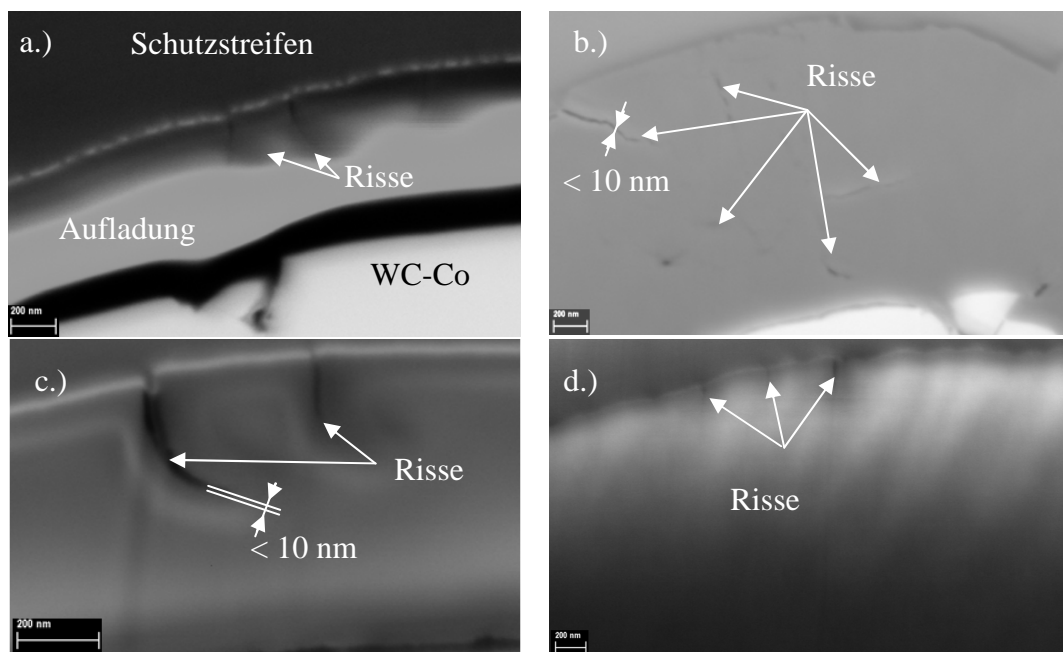 a.)
Schutzstreifen
Risse
Aufladung
WC-Co
200 nm
b.)
Risse
< 10 nm
200 nm
c.)
Risse
< 10 nm
200 nm
d.)
Risse
200 nm